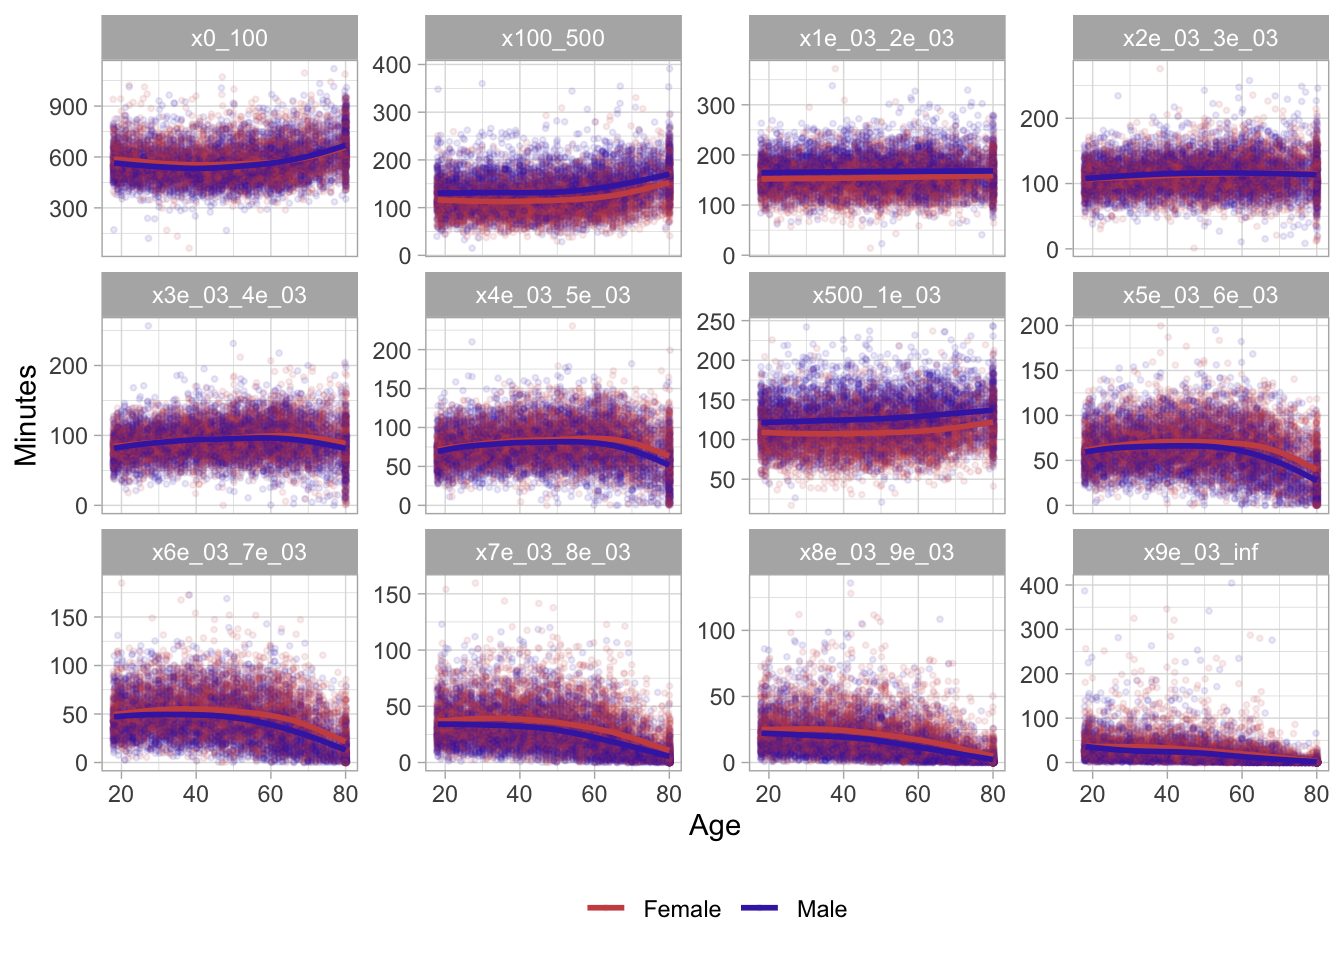 x0_100 x100_500 x1e_03_2e_03 x2e_03_3e_03
900 600 300
400 300 200 100 0
300 200 100 0
200 100 0
x3e_03_4e_03 x4e_03_5e_03 x500_1e_03 x5e_03_6e_03
200 100 0
200 150 100 50 0
250 200 150 100 50
200 150 100 50 0
Minutes
x6e_03_7e_03 x7e_03_8e_03 x8e_03_9e_03 x9e_03_inf
150 100 50 0
150 100 50 0
100 50 0
400 300 200 100 0
20 40 60 80 20 40 60 80 20 40 60 80 20 40 60 80
Age
Female Male